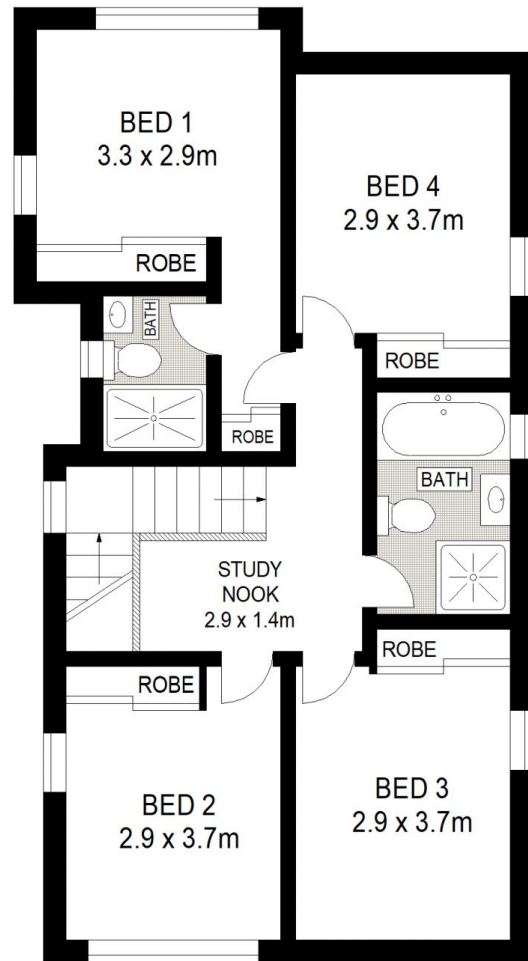 BED 1
3.3 x 2.9m
ROBE
BED 4
2.9 x 3.7m
BATH
ROBE
ROBE
BATH
STUDY
NOOK
2.9 x 1.4m
ROBE
ROBE
BED 2
2.9 x 3.7m
BED 3
2.9 x 3.7m